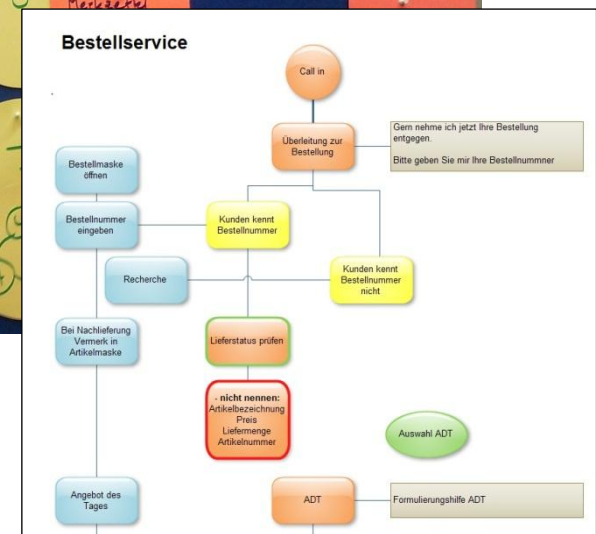 Merkzettel
Bestellservice
Call in
Überleitung zur
Bestellung
Gern nehme ich jetzt Ihre Bestellung
entgegen.
Bitte geben Sie mir Ihre Bestellnummner
Bestellmaske
öffnen
Bestellnummer
eingeben
Kunden kennt
Bestellnummer
Recherche
Kunden kennt
Bestellnummer
nicht
Bei Nachlieferung
Vermerk in
Artikelmaske
Lieferstatus prüfen
- nicht nennen:
Artikelbezeichnung
Preis
Liefermenge
Artikelnummer
Auswahl ADT
Angebot des
Tages
ADT
Formulierungshilfe ADT